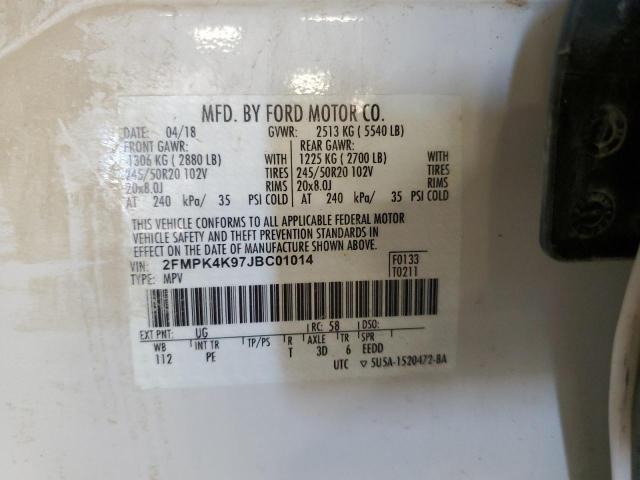 MFD. BY FORD MOTOR CO.
DATE: 04/18 GVWR: 2513 KG ( 5540 LB)
FRONT GAWR: REAR GAWR:
1306 KG ( 2880 LB) WITH 1225 KG ( 2700 LB) WITH
245/50R20 102V TIRES 245/50R20 102V TIRES
20x8.0J RIMS 20x8.0J RIMS
AT 240 kPa/ 35 PSI COLD AT 240 kPa/ 35 PSI COLD
THIS VEHICLE CONFORMS TO ALL APPLICABLE FEDERAL MOTOR
VEHICLE SAFETY AND THEFT PREVENTION STANDARDS IN
EFFECT ON THE DATE OF MANUFACTURE SHOWN ABOVE.
VIN: 2FMPK4K97JBC01014 F0133
TYPE: MPV T0211
EXT PNT: UG RC: 58 DSO:
WB INT TR TP/PS R AXLE TR SPR
112 PE T 3D 6 EEDD
UTC ▽ 5U5A-1520472-BA